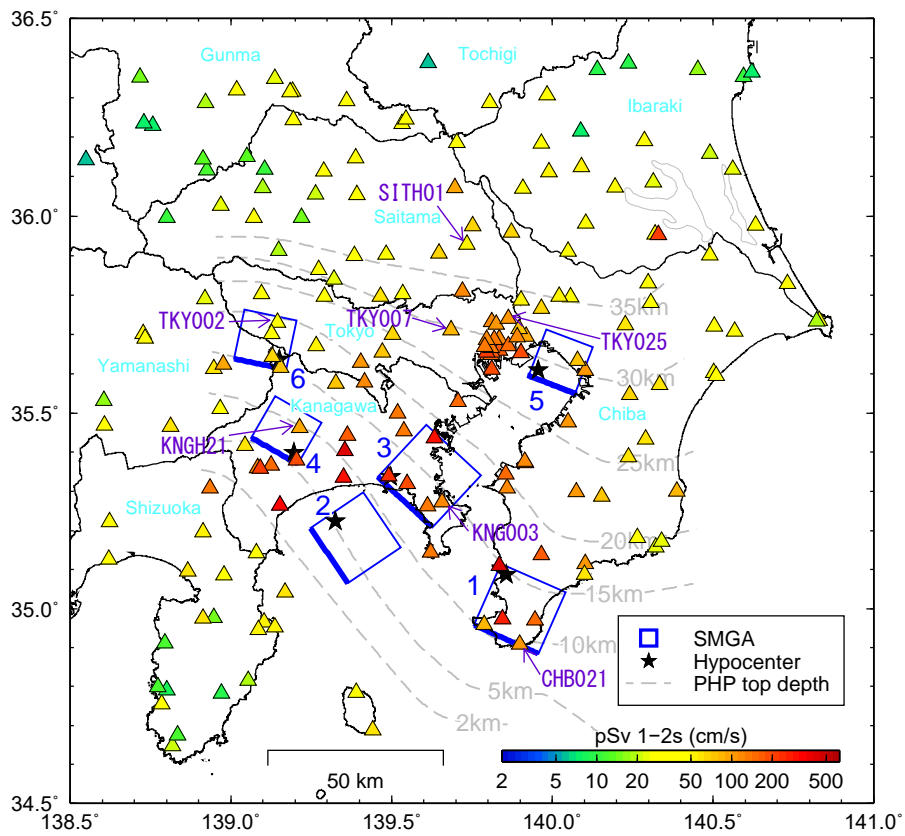 36.5°
36.0°
35.5°
35.0°
34.5°
138.5°
139.0°
139.5°
140.0°
140.5°
141.0°
Gunma
Tochigi
Ibaraki
SITH01
Saitama
35km
TKY002
TKY007
Tokyo
TKY025
Yamanashi
6
30km
5
Kanagawa
Chiba
KNGH21
4
3
25km
Shizuoka
2
KNG003
20km
1
15km
10km
CHB021
5km
2km
SMGA
Hypocenter
PHP top depth
50 km
pSv 1−2s (cm/s)
2 5 10 20 50 100 200 500